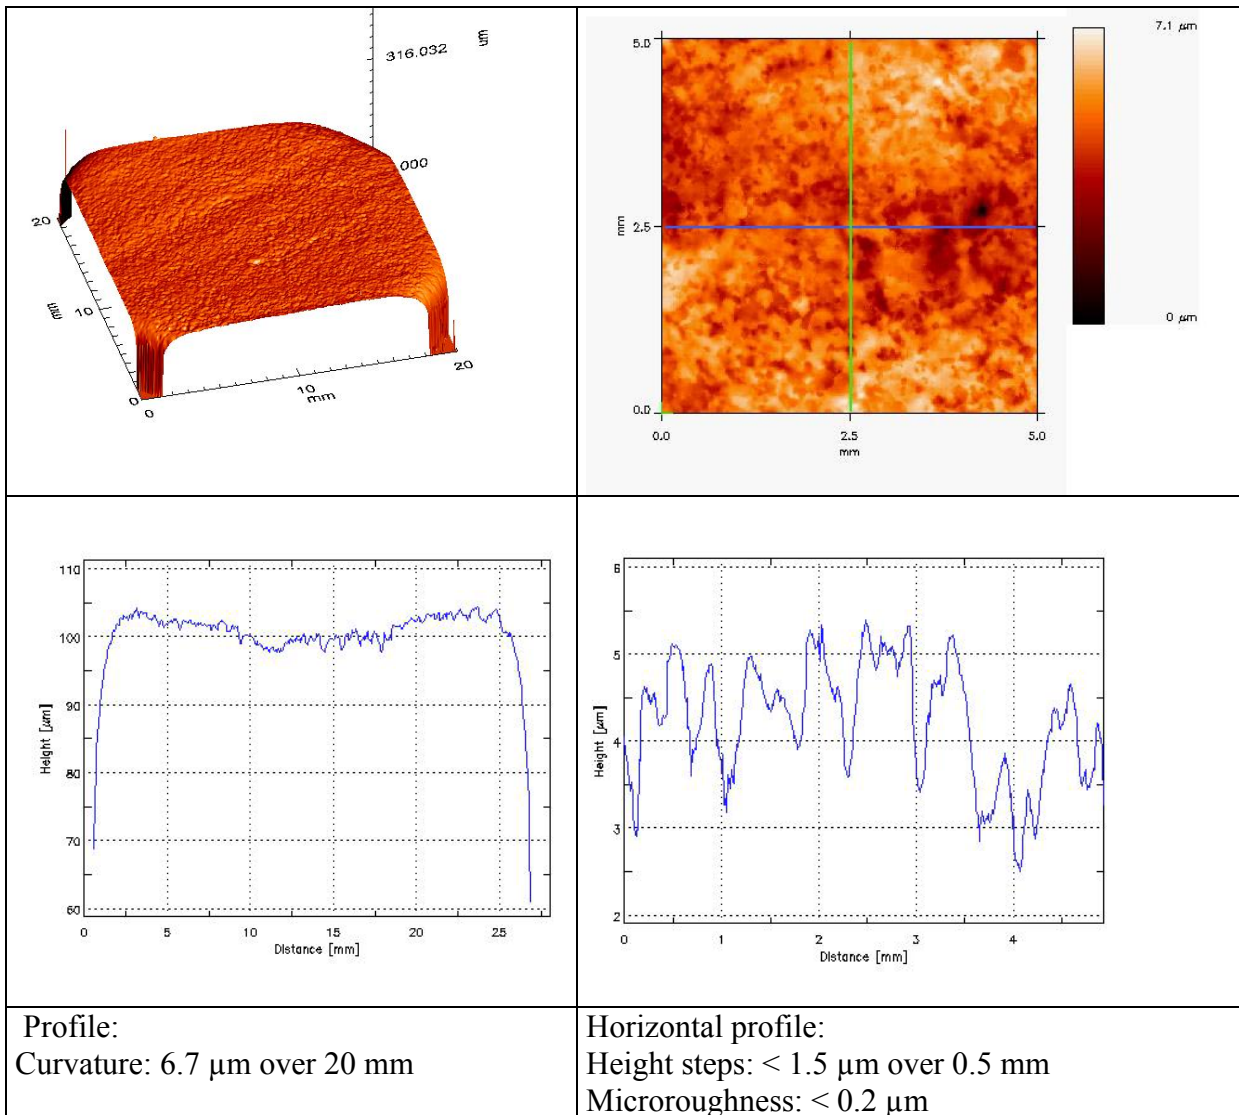 316.032
um
000
20
10
mm
0
0
10
mm
20
5.0
mm
2.5
0.0
0.0
2.5
5.0
mm
7.1 µm
0 µm
110
100
90
80
70
60
Height [µm]
0
5
10
15
20
25
Distance [mm]
6
5
4
3
2
Height [µm]
0
1
2
3
4
Distance [mm]
Profile:
Curvature: 6.7 µm over 20 mm
Horizontal profile:
Height steps: < 1.5 µm over 0.5 mm
Microroughness: < 0.2 µm